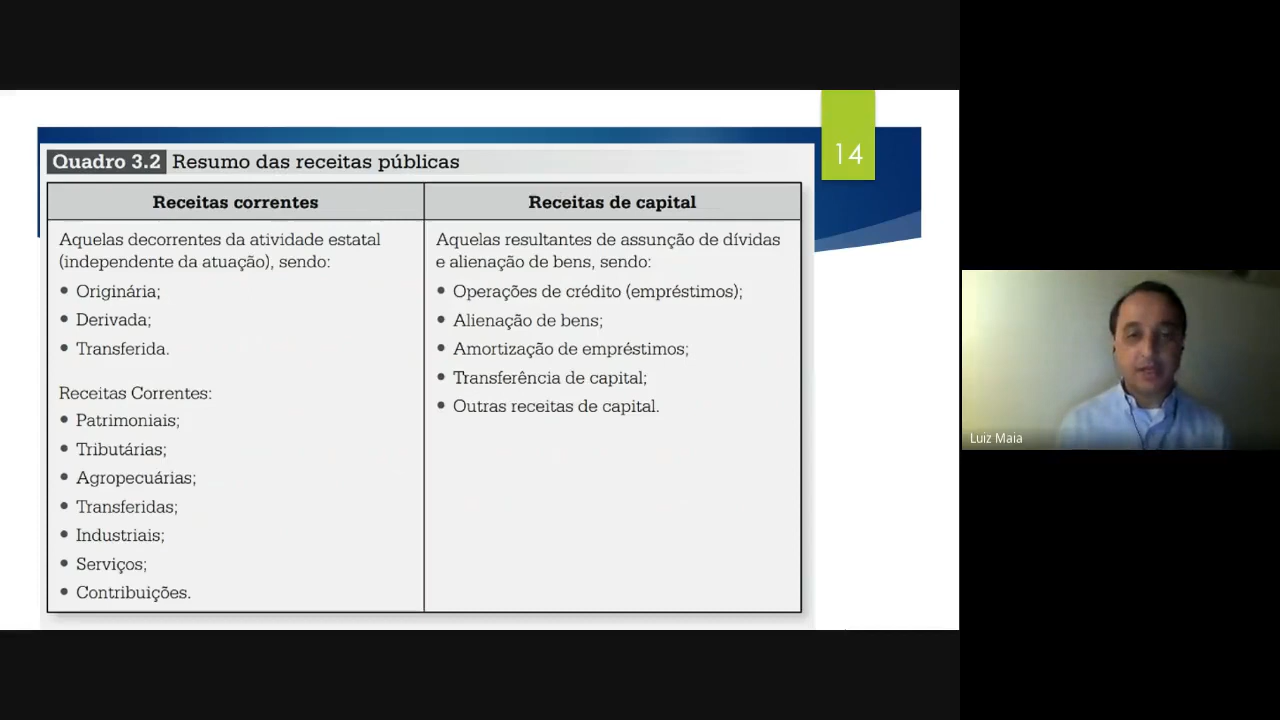 14
Quadro 3.2 Resumo das receitas públicas
Receitas correntes
Aquelas decorrentes da atividade estatal
(independente da atuação), sendo:
• Originária;
• Derivada;
• Transferida.
Receitas Correntes:
• Patrimoniais;
• Tributárias;
• Agropecuárias;
• Transferidas;
• Industriais;
• Serviços;
• Contribuições.
Receitas de capital
Aquelas resultantes de assunção de dívidas
e alienação de bens, sendo:
• Operações de crédito (empréstimos);
• Alienação de bens;
• Amortização de empréstimos;
• Transferência de capital;
• Outras receitas de capital.
Luiz Maia